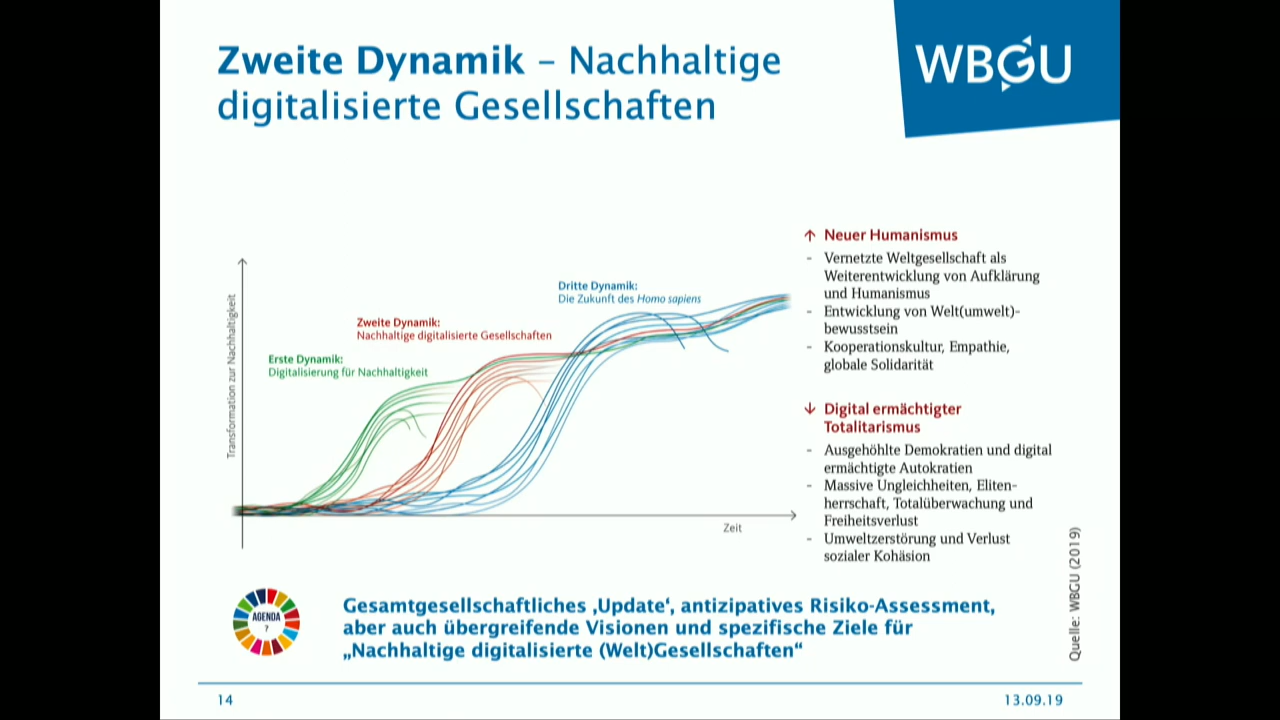 Zweite Dynamik – Nachhaltige
digitalisierte Gesellschaften
WBGU
Transformation zur Nachhaltigkeit
Erste Dynamik:
Digitalisierung für Nachhaltigkeit
Zweite Dynamik:
Nachhaltige digitalisierte Gesellschaften
Dritte Dynamik:
Die Zukunft des Homo sapiens
Zeit
↑ Neuer Humanismus
- Vernetzte Weltgesellschaft als
Weiterentwicklung von Aufklärung
und Humanismus
- Entwicklung von Welt(umwelt)-
bewusstsein
- Kooperationskultur, Empathie,
globale Solidarität
↓ Digital ermächtigter
Totalitarismus
- Ausgehöhlte Demokratien und digital
ermächtigte Autokratien
- Massive Ungleichheiten, Eliten-
herrschaft, Totalüberwachung und
Freiheitsverlust
- Umweltzerstörung und Verlust
sozialer Kohäsion
Quelle: WBGU (2019)
AGENDA
?
Gesamtgesellschaftliches ‚Update‘, antizipatives Risiko-Assessment,
aber auch übergreifende Visionen und spezifische Ziele für
„Nachhaltige digitalisierte (Welt)Gesellschaften“
14
13.09.19